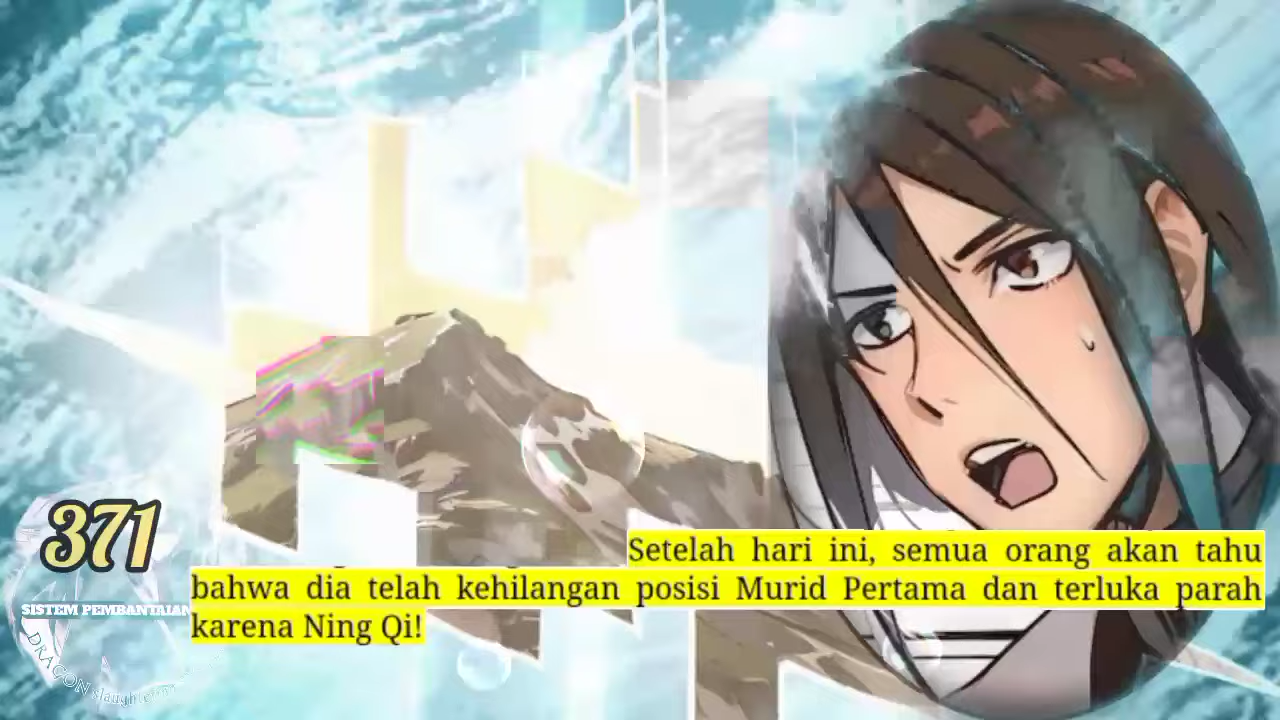 371
SISTEM PEMBANTAIAN
DRAGON slaughter
Setelah hari ini, semua orang akan tahu
bahwa dia telah kehilangan posisi Murid Pertama dan terluka parah
karena Ning Qi!